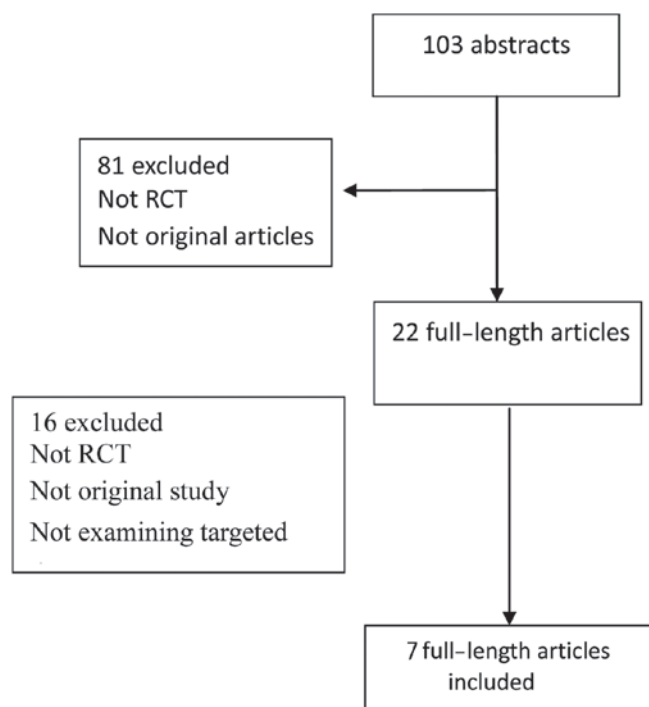 103 abstracts
81 excluded
Not RCT
Not original articles
22 full-length articles
16 excluded
Not RCT
Not original study
Not examining targeted
7 full-length articles
included